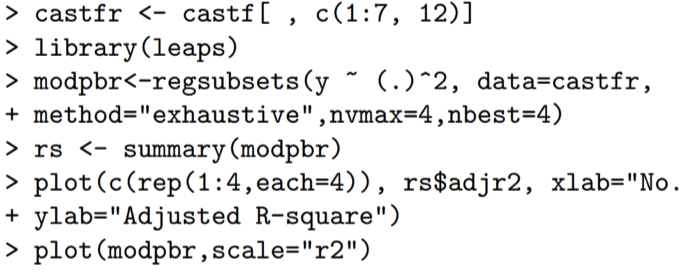 > castfr <- castf[ , c(1:7, 12)]
> library(leaps)
> modpbr<-regsubsets(y ~ (.)^2, data=castfr,
+ method="exhaustive",nvmax=4,nbest=4)
> rs <- summary(modpbr)
> plot(c(rep(1:4,each=4)), rs$adjr2, xlab="No.
+ ylab="Adjusted R-square")
> plot(modpbr,scale="r2")